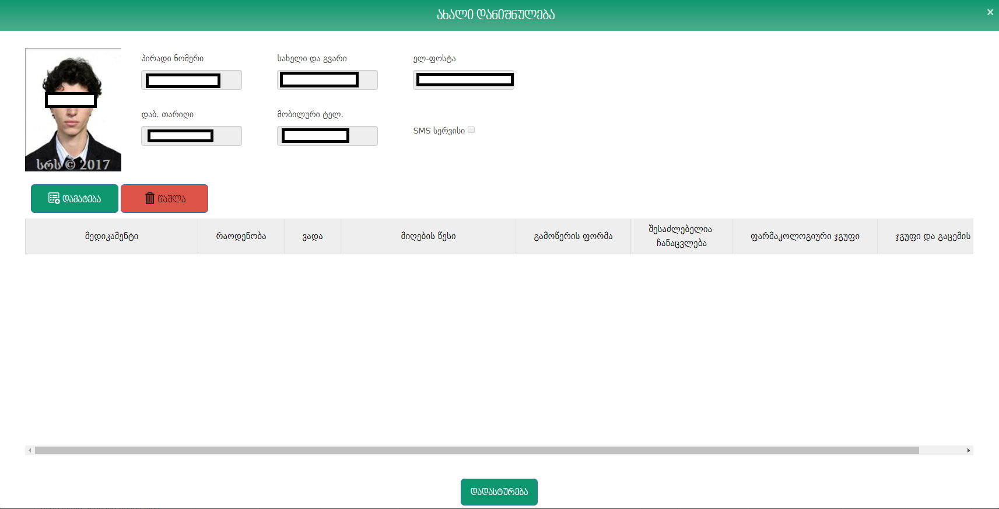 ახალი დანიშნულება
×
პირადი ნომერი
სახელი და გვარი
ელ-ფოსტა
დაბ. თარიღი
მობილური ტელ.
SMS სერვისი
სრს © 2017
დამატება
წაშლა
მედიკამენტი
რაოდენობა
ვადა
მიღების წესი
გამოწერის ფორმა
შესაძლებელია
ჩანაცვლება
ფარმაკოლოგიური ჯგუფი
ჯგუფი და გაცემის
დადასტურება